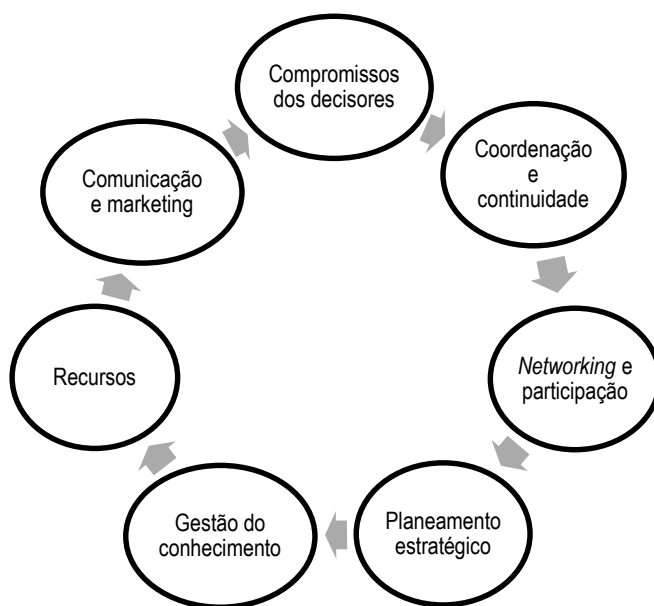 Compromissos
dos decisores
Coordenação
e
continuidade
Networking e
participação
Planeamento
estratégico
Gestão do
conhecimento
Recursos
Comunicação
e marketing